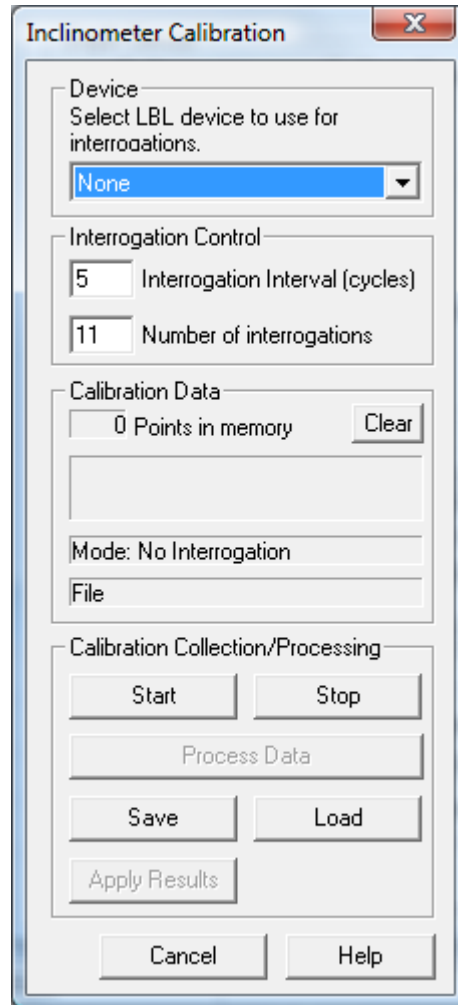 Inclinometer Calibration
Device
Select LBL device to use for
interrogations.
None
Interrogation Control
5 Interrogation Interval (cycles)
11 Number of interrogations
Calibration Data
0 Points in memory Clear
Mode: No Interrogation
File
Calibration Collection/Processing
Start Stop
Process Data
Save Load
Apply Results
Cancel Help